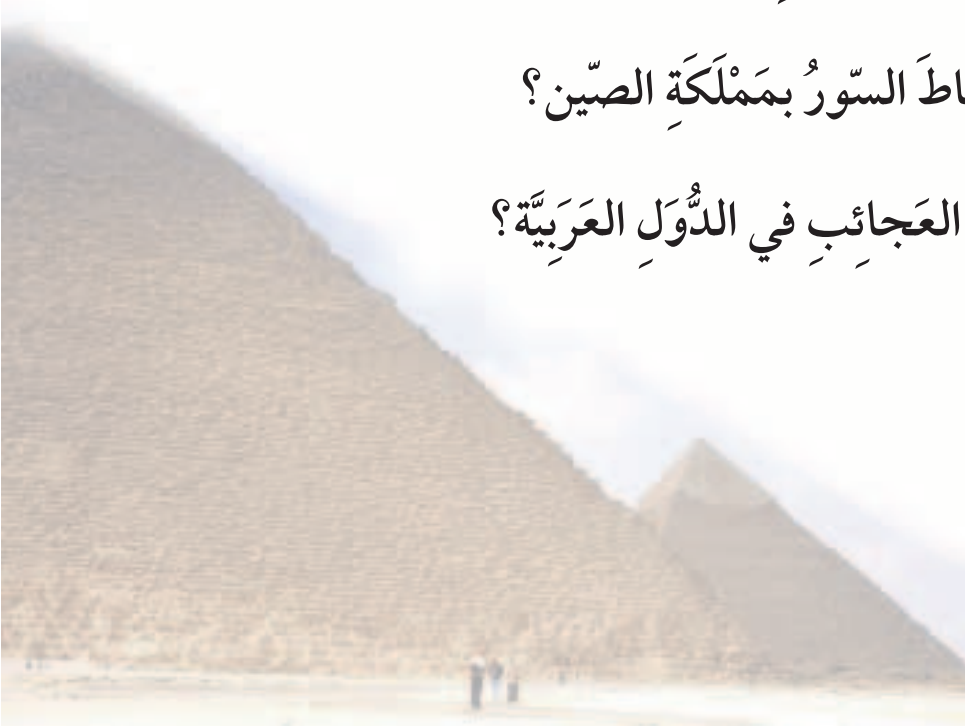 السّورُ بمَمْلَكَةِ الصّين؟
العَجائِبِ في الدُّوَلِ العَرَبِيَّة؟